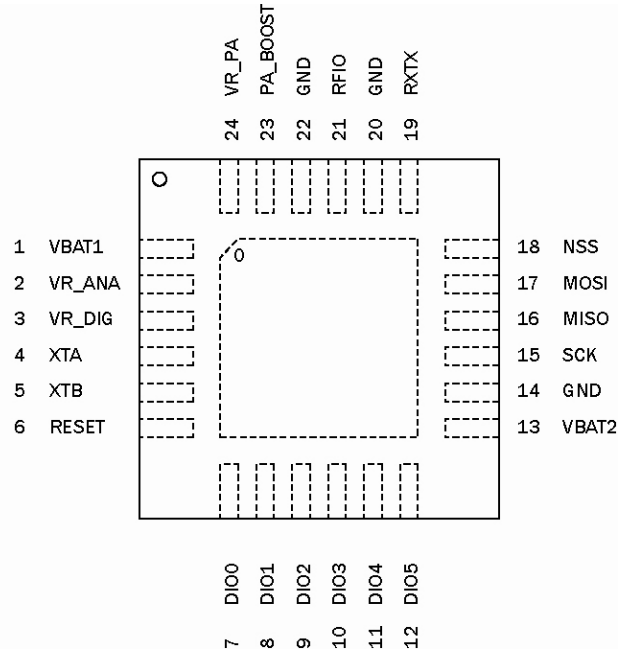 24 VR_PA
23 PA_BOOST
22 GND
21 RFIO
20 GND
19 RXTX
1 VBAT1
2 VR_ANA
3 VR_DIG
4 XTA
5 XTB
6 RESET
0
18 NSS
17 MOSI
16 MISO
15 SCK
14 GND
13 VBAT2
7 DIO0
8 DIO1
9 DIO2
10 DIO3
11 DIO4
12 DIO5